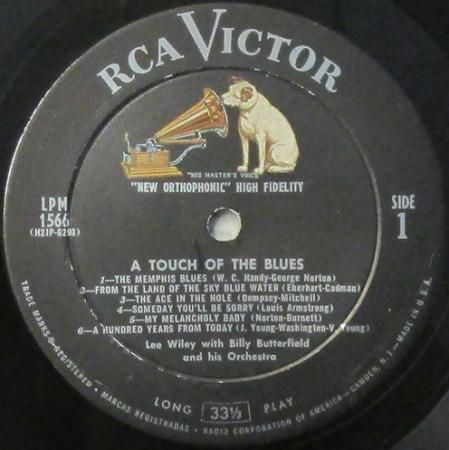 RCA VICTOR
"HIS MASTER'S VOICE"
"NEW ORTHOPHONIC" HIGH FIDELITY
LPM
1566
(H2JP-8290)
SIDE
1
A TOUCH OF THE BLUES
1—THE MEMPHIS BLUES (W. C. Handy-George Norton)
2—FROM THE LAND OF THE SKY BLUE WATER (Eberhart-Cadman)
3—THE ACE IN THE HOLE (Dempsey-Mitchell)
4—SOMEDAY YOU'LL BE SORRY (Louis Armstrong)
5—MY MELANCHOLY BABY (Norton-Burnett)
6—A HUNDRED YEARS FROM TODAY (J. Young-Washington-V. Young)
Lee Wiley with Billy Butterfield
and his Orchestra
LONG 33⅓ PLAY
TRADE MARKS ® REGISTERED • MARCAS REGISTRADAS • RADIO CORPORATION OF AMERICA—CAMDEN, N. J.—MADE IN U.S.A.